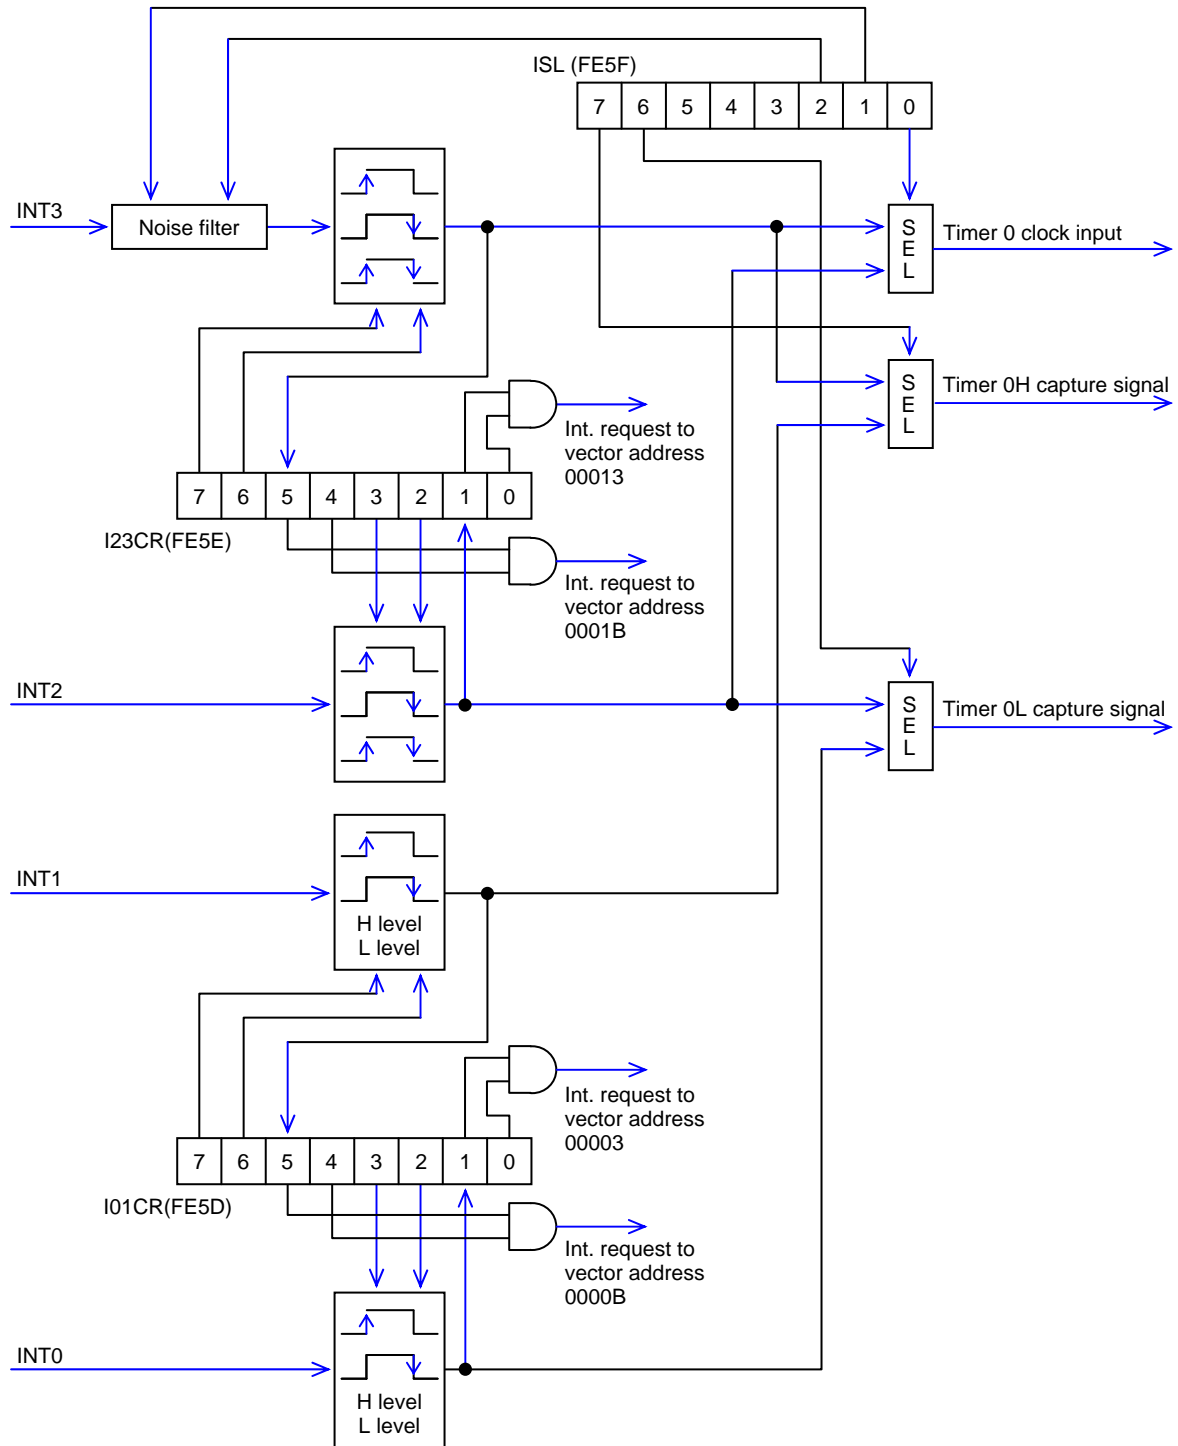 ISL (FE5F)
7 6 5 4 3 2 1 0
INT3
Noise filter
S
E
L
Timer 0 clock input
S
E
L
Timer 0H capture signal
Int. request to
vector address
00013
7 6 5 4 3 2 1 0
I23CR(FE5E)
Int. request to
vector address
0001B
INT2
S
E
L
Timer 0L capture signal
INT1
H level
L level
Int. request to
vector address
00003
7 6 5 4 3 2 1 0
I01CR(FE5D)
Int. request to
vector address
0000B
INT0
H level
L level